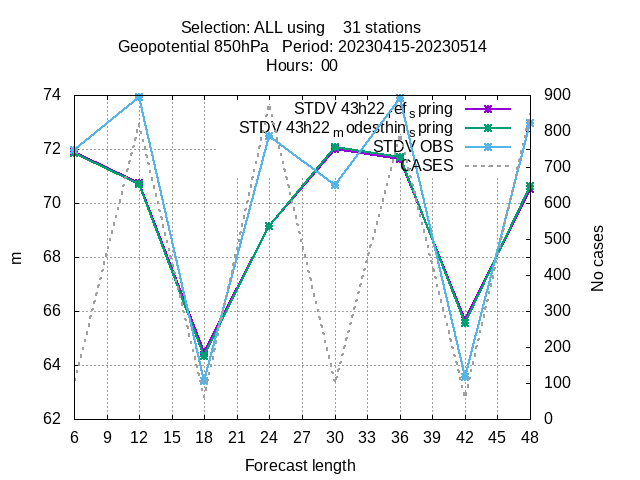 Selection: ALL using 31 stations
Geopotential 850hPa Period: 20230415-20230514
Hours: 00
STDV 43h22_ref_spring
STDV 43h22_modesthin_spring
STDV OBS
CASES
74
72
70
68
66
64
62
m
900
800
700
600
500
400
300
200
100
0
No cases
6 9 12 15 18 21 24 27 30 33 36 39 42 45 48
Forecast length